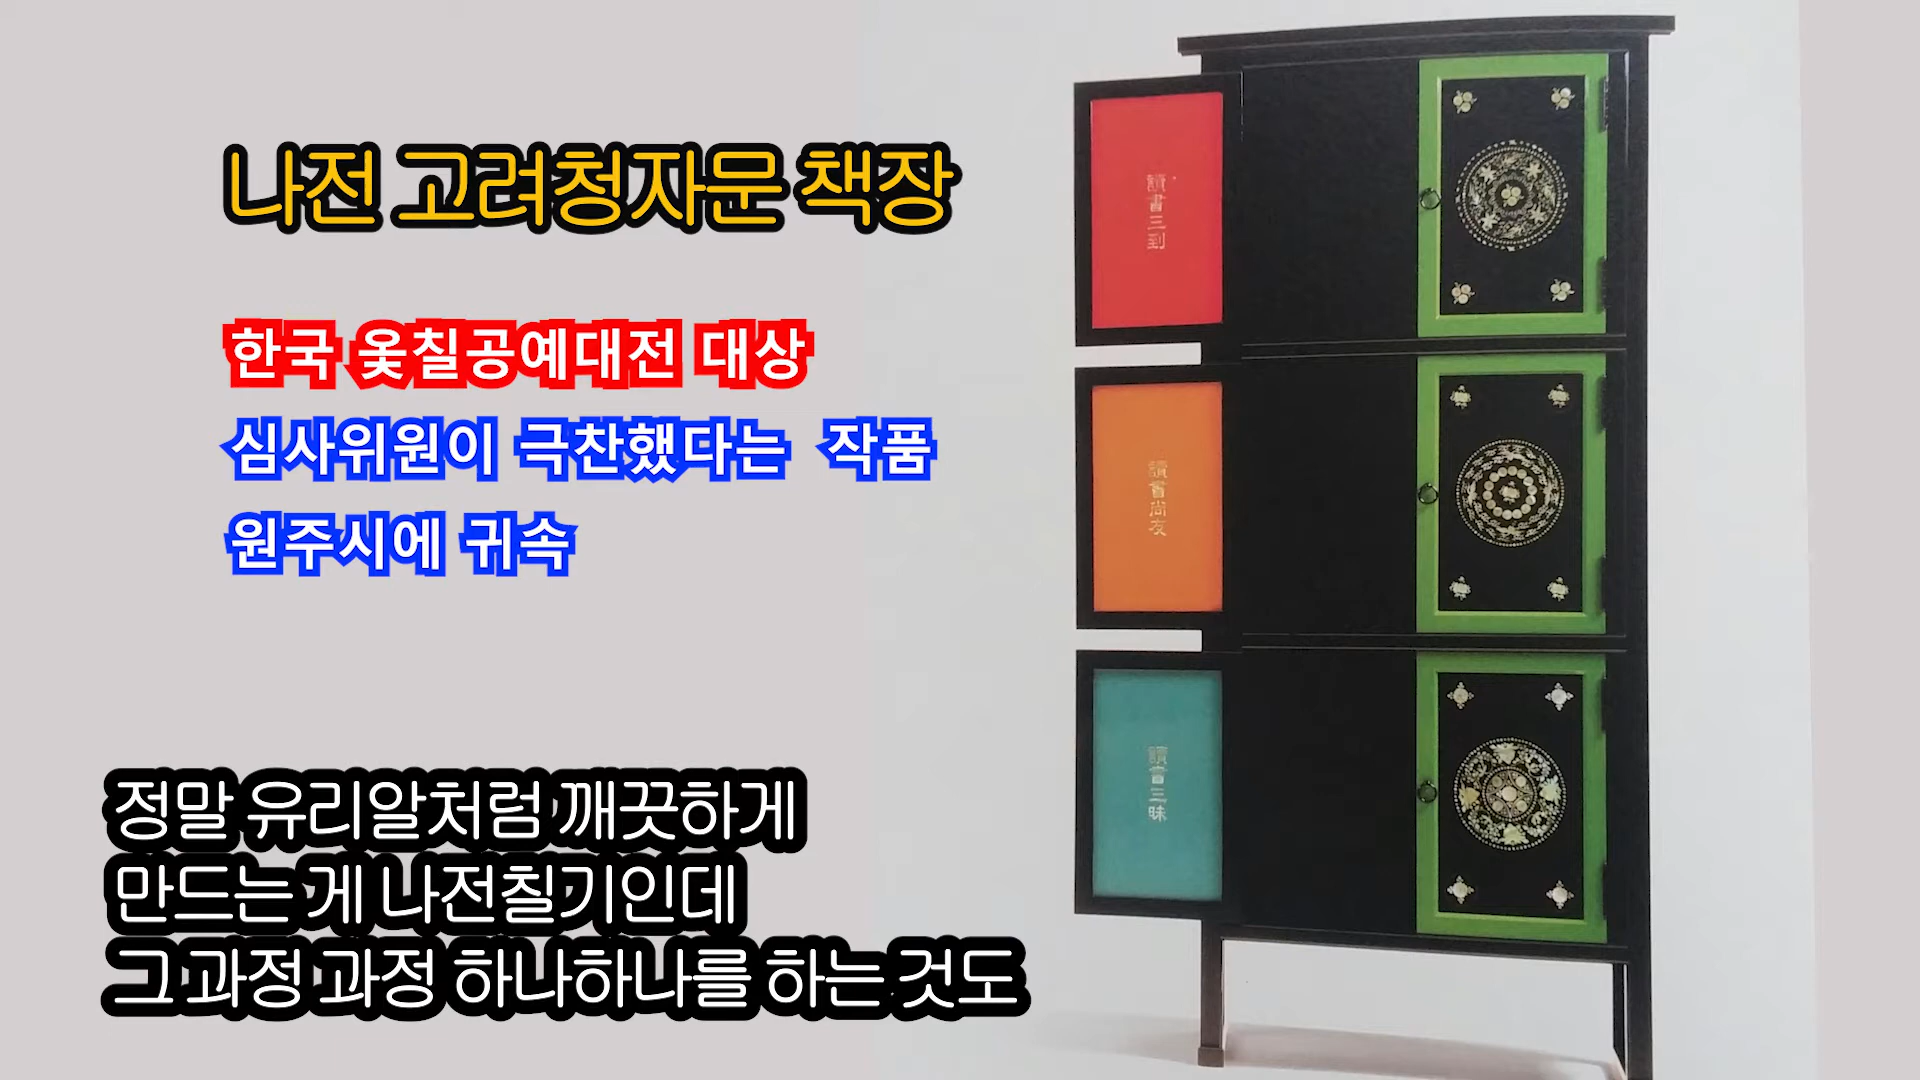 나전 고려청자문 책장
한국 옻칠공예대전 대상
심사위원이 극찬했다는 작품
원주시에 귀속
정말 유리알처럼 깨끗하게
만드는 게 나전칠기인데
그 과정 과정 하나하나를 하는 것도
讀書三到
讀書尚友
讀書三昧